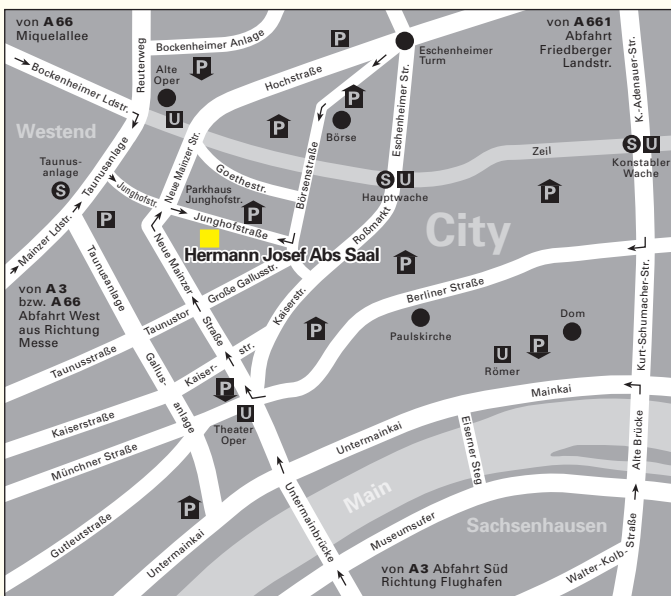 von A 66
Miquelallee
Reuterweg
Bockenheimer Anlage
P
Eschenheimer
Turm
von A 661
Abfahrt
Friedberger
Landstr.
K.-Adenauer-Str.
Bockenheimer Ldstr.
Alte
Oper
P
Hochstraße
P
Eschenheimer Str.
U
P
Börse
Westend
Taunusanlage
Neue Mainzer Str.
Börsenstraße
Zeil
S U
Konstabler
Wache
Taunus-
anlage
S
Goethestr.
S U
Hauptwache
Junghofstr.
Parkhaus
Junghofstr.
P
P
P
Junghofstraße
Roßmarkt
City
Mainzer Ldstr.
Hermann Josef Abs Saal
Neue Mainzer
Straße
Große Gallusstr.
P
von A 3
bzw. A 66
Abfahrt West
aus Richtung
Messe
Taunusanlage
Taunustor
Kaiserstr.
Berliner Straße
Kurt-Schumacher-Str.
Taunusstraße
P
Paulskirche
Dom
P
U
Römer
Gallus-
anlage
Kaiser-
str.
Kaiserstraße
P
U
Theater
Oper
Mainkai
Münchner Straße
Untermainkai
Eiserner Steg
Alte Brücke
Main
P
Gutleutstraße
Untermainkai
Untermainbrücke
Museumsufer
Sachsenhausen
von A3 Abfahrt Süd
Richtung Flughafen
Walter-Kolb-
Straße